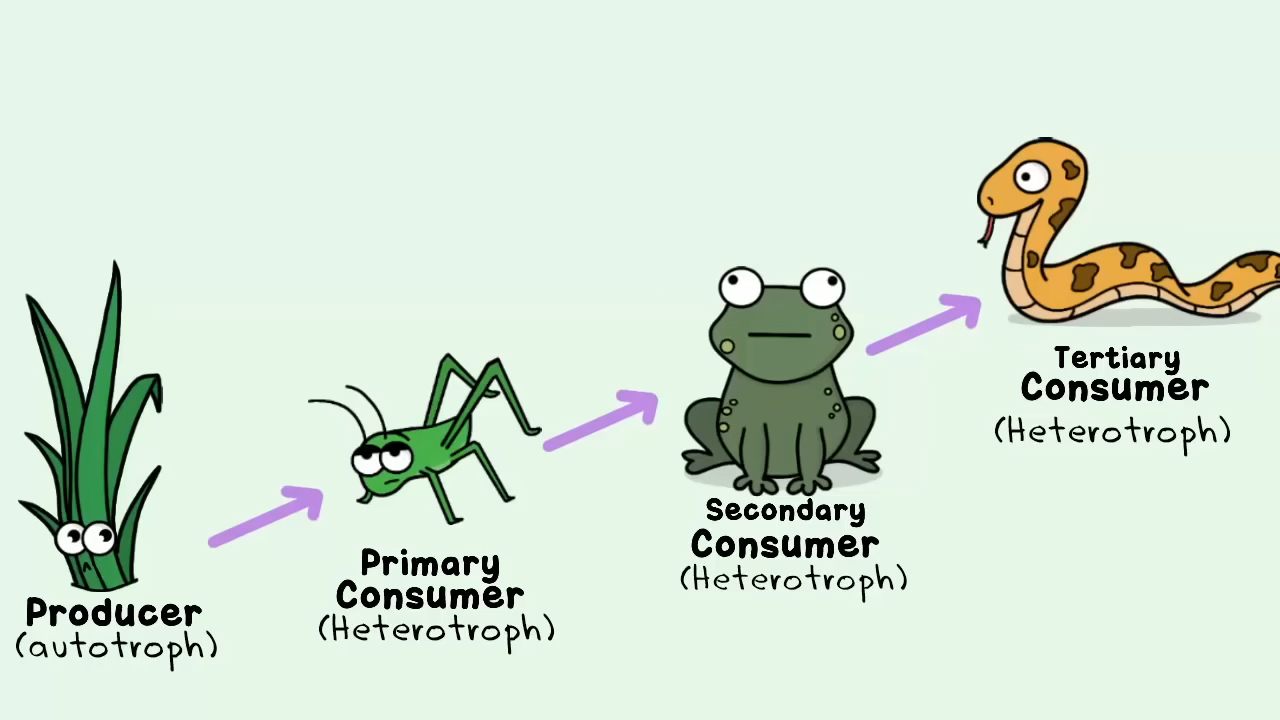 Producer
(autotroph)
Primary
Consumer
(Heterotroph)
Secondary
Consumer
(Heterotroph)
Tertiary
Consumer
(Heterotroph)